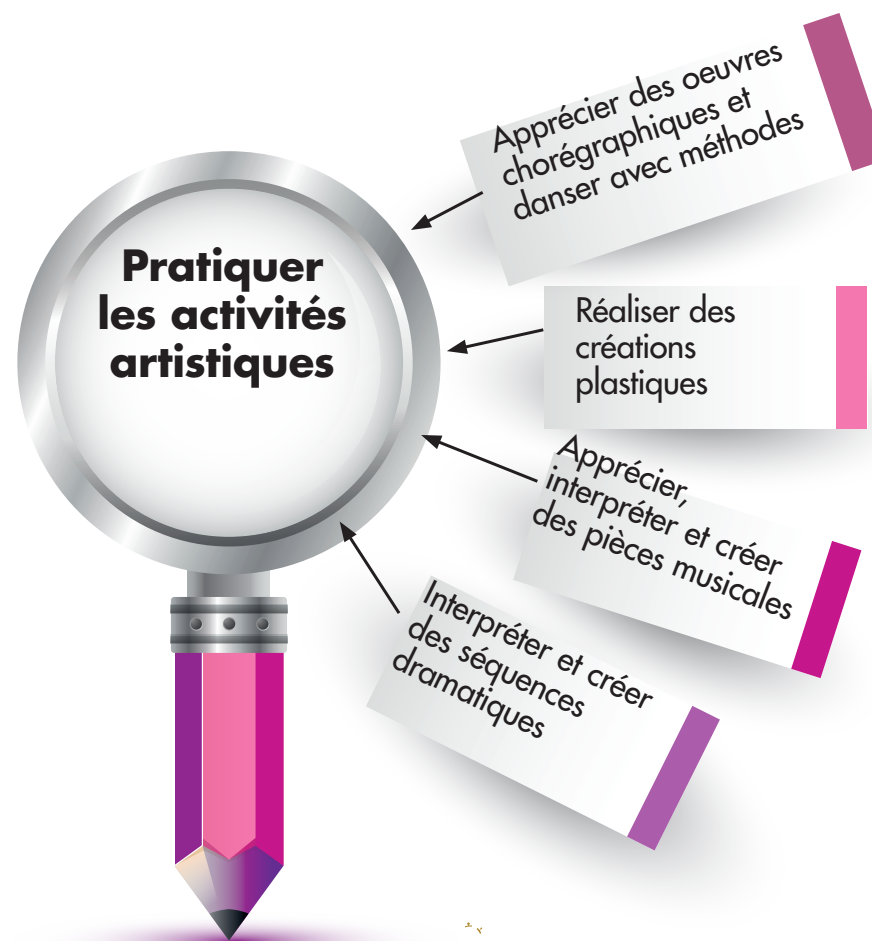 Pratiquer
les activités
artistiques
Apprécier des oeuvres
chorégraphiques et
danser avec méthodes
Réaliser des
créations
plastiques
Apprécier,
interpréter et créer
des pièces musicales
Interpréter et créer
des séquences
dramatiques